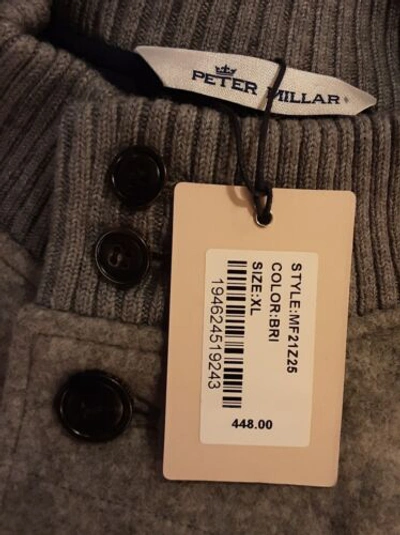 PETER MILLAR
STYLE:MF21Z25
COLOR:BRI
SIZE:XL
194624519243
448.00